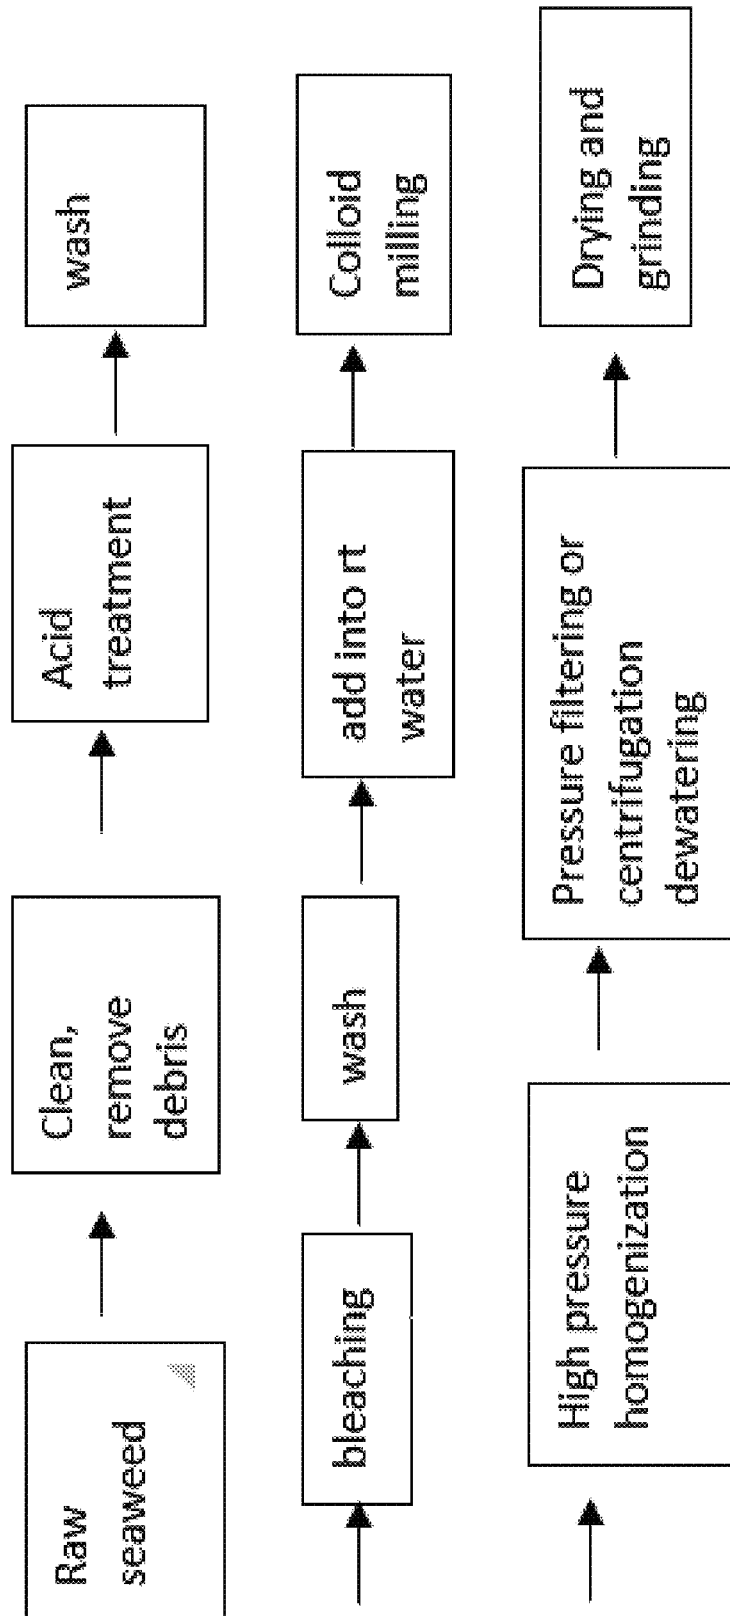 Raw
seaweed
Clean,
remove
debris
Acid
treatment
wash
bleaching
wash
add into rt
water
Colloid
milling
High pressure
homogenization
Pressure filtering or
centrifugation
dewatering
Drying and
grinding